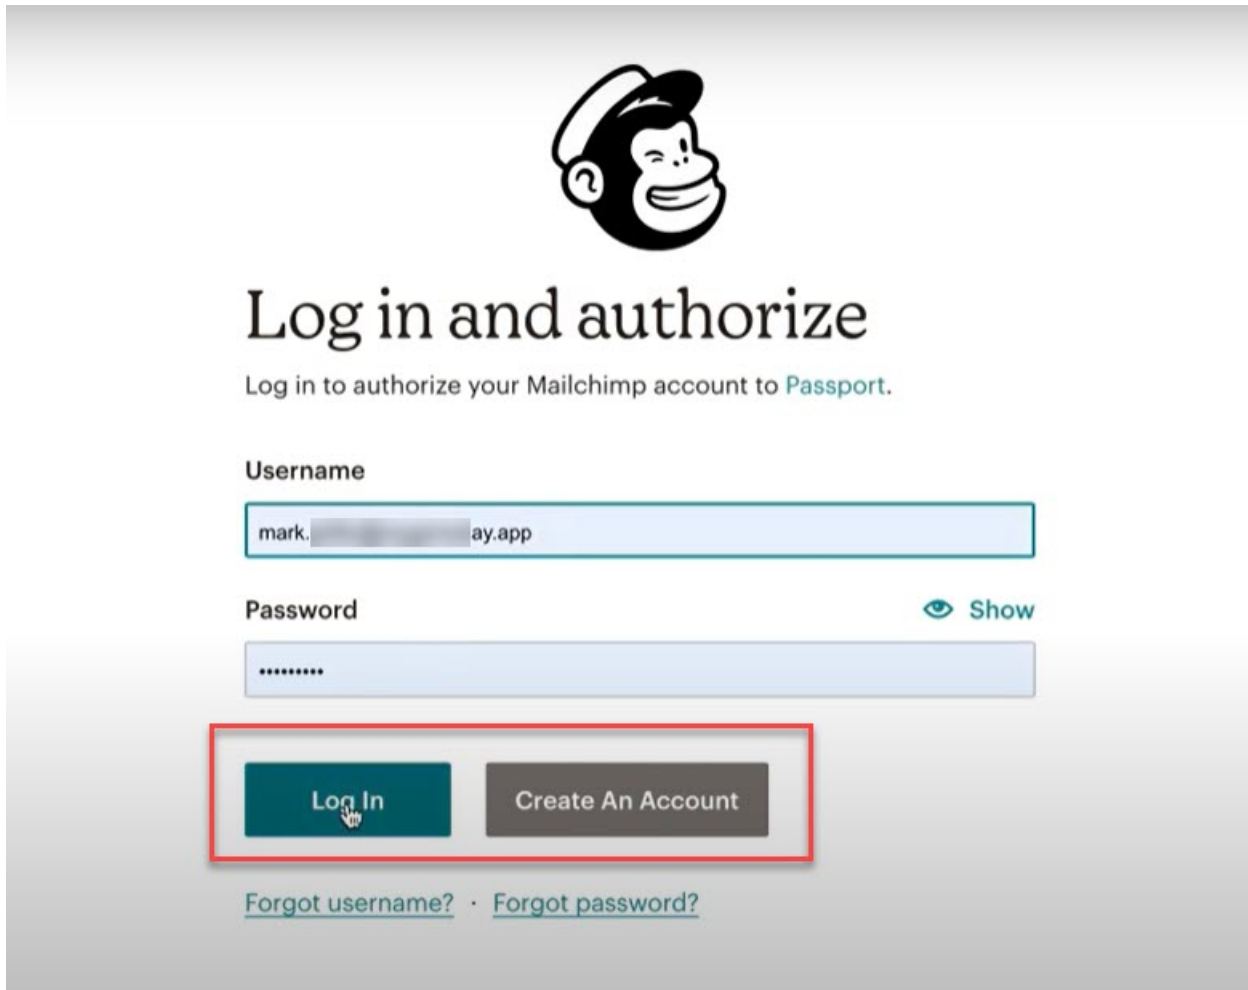 Log in and authorize
Log in to authorize your Mailchimp account to Passport.
Username
mark. ay.app
Password
Show
•••••••••
Log In
Create An Account
Forgot username? · Forgot password?